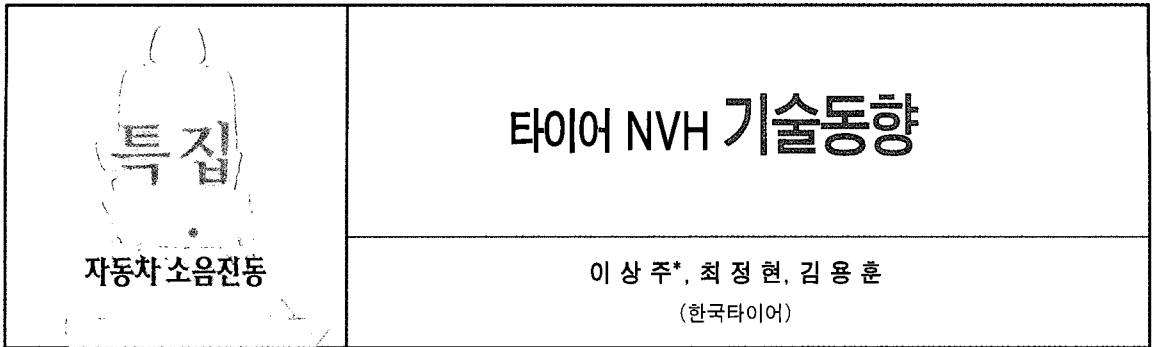 특집
자동차 소음진동
타이어 NVH 기술동향
이 상 주*, 최 정 현, 김 용 훈
(한국타이어)